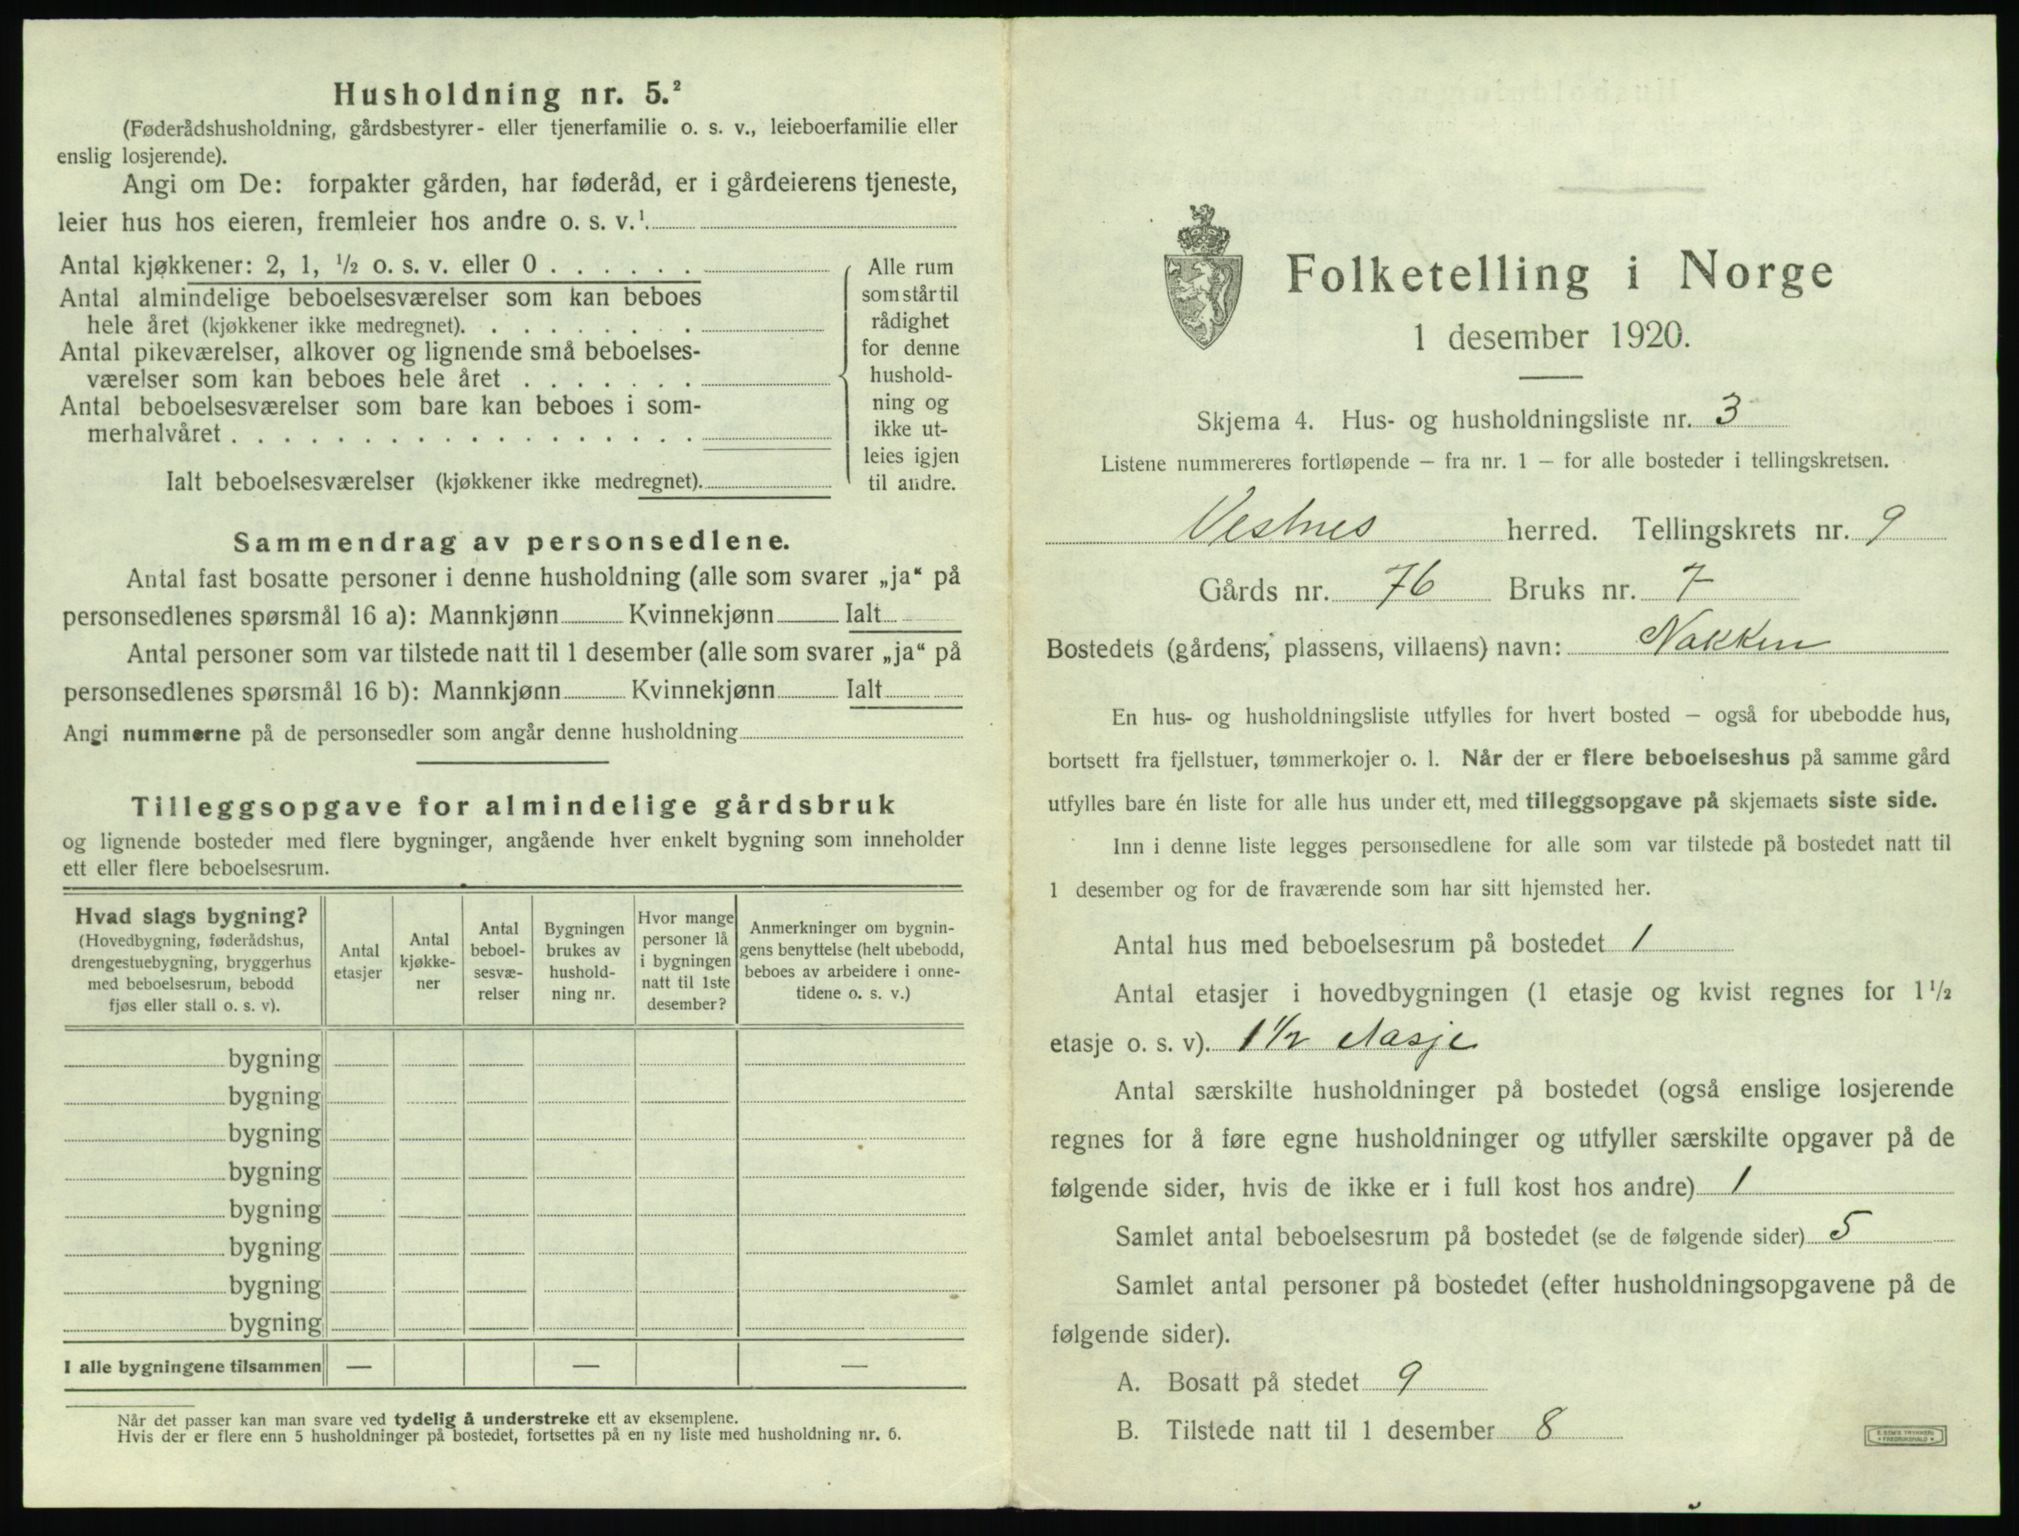 Husholdning nr. 5.²
(Føderådshusholdning, gårdsbestyrer- eller tjenerfamilie o. s. v., leieboerfamilie eller
enslig losjerende).
Angi om De: forpakter gården, har føderåd, er i gårdeierens tjeneste,
leier hus hos eieren, fremleier hos andre o. s. v.¹
Antal kjøkkener: 2, 1, ½ o. s. v. eller 0 . . . . . .
Antal almindelige beboelsesværelser som kan beboes
hele året (kjøkkener ikke medregnet). . . . . . . . .
Antal pikeværelser, alkover og lignende små beboelses-
værelser som kan beboes hele året . . . . . . .
Antal beboelsesværelser som bare kan beboes i som-
merhalvåret . . . . . . . . . . . . . . . . . .
Ialt beboelsesværelser (kjøkkener ikke medregnet).
Alle rum
som står til
rådighet
for denne
hushold-
ning og
ikke ut-
leies igjen
til andre.
Sammendrag av personsedlene.
Antal fast bosatte personer i denne husholdning (alle som svarer „ja“ på
personsedlenes spørsmål 16 a): Mannkjønn Kvinnekjønn Ialt
Antal personer som var tilstede natt til 1 desember (alle som svarer „ja“ på
personsedlenes spørsmål 16 b): Mannkjønn Kvinnekjønn Ialt
Angi nummerne på de personsedler som angår denne husholdning
Tilleggsopgave for almindelige gårdsbruk
og lignende bosteder med flere bygninger, angående hver enkelt bygning som inneholder
ett eller flere beboelsesrum.
Hvad slags bygning?
(Hovedbygning, føderådshus,
drengestuebygning, bryggerhus
med beboelsesrum, bebodd
fjøs eller stall o. s. v).
Antal
etasjer
Antal
kjøkke-
ner
Antal
beboel-
sesvæ-
relser
Bygningen
brukes av
hushold-
ning nr.
Hvor mange
personer lå
i bygningen
natt til 1ste
desember?
Anmerkninger om bygnin-
gens benyttelse (helt ubebodd,
beboes av arbeidere i onne-
tidene o. s. v.)
bygning
bygning
bygning
bygning
bygning
bygning
bygning
bygning
I alle bygningene tilsammen — — —
Når det passer kan man svare ved tydelig å understreke ett av eksemplene.
Hvis der er flere enn 5 husholdninger på bostedet, fortsettes på en ny liste med husholdning nr. 6.
Folketelling i Norge
1 desember 1920.
Skjema 4. Hus- og husholdningsliste nr. 3
Listene nummereres fortløpende — fra nr. 1 — for alle bosteder i tellingskretsen.
Vestnes herred. Tellingskrets nr. 9
Gårds nr. 76 Bruks nr. 7
Bostedets (gårdens, plassens, villaens) navn: Nakken
En hus- og husholdningsliste utfylles for hvert bosted — også for ubebodde hus,
bortsett fra fjellstuer, tømmerkojer o. l. Når der er flere beboelseshus på samme gård
utfylles bare én liste for alle hus under ett, med tilleggsopgave på skjemaets siste side.
Inn i denne liste legges personsedlene for alle som var tilstede på bostedet natt til
1 desember og for de fraværende som har sitt hjemsted her.
Antal hus med beboelsesrum på bostedet 1
Antal etasjer i hovedbygningen (1 etasje og kvist regnes for 1½
etasje o. s. v). 1½ etasje
Antal særskilte husholdninger på bostedet (også enslige losjerende
regnes for å føre egne husholdninger og utfyller særskilte opgaver på de
følgende sider, hvis de ikke er i full kost hos andre) 1
Samlet antal beboelsesrum på bostedet (se de følgende sider) 5
Samlet antal personer på bostedet (efter husholdningsopgavene på de
følgende sider).
A. Bosatt på stedet 9
B. Tilstede natt til 1 desember 8